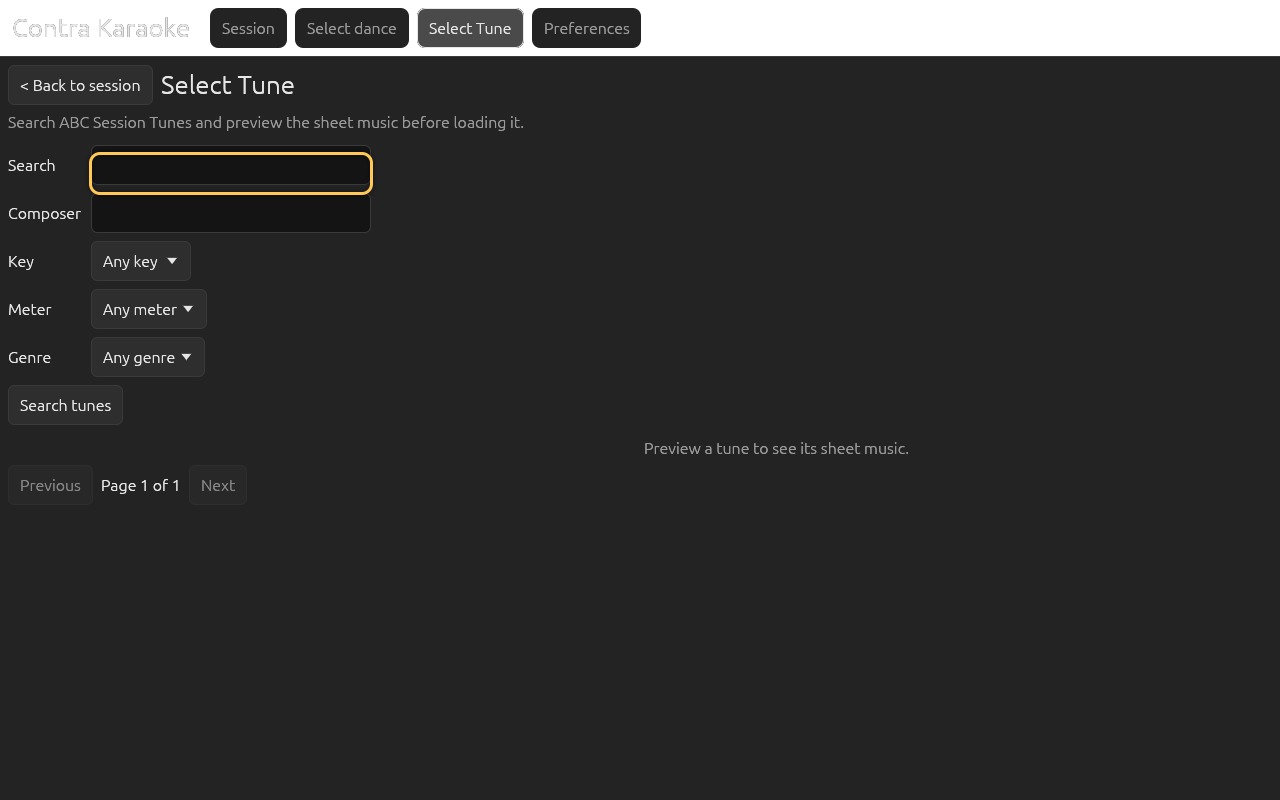 Contra Karaoke Session Select dance Select Tune Preferences
< Back to session Select Tune
Search ABC Session Tunes and preview the sheet music before loading it.
Search
Composer
Key Any key
Meter Any meter
Genre Any genre
Search tunes
Preview a tune to see its sheet music.
Previous Page 1 of 1 Next